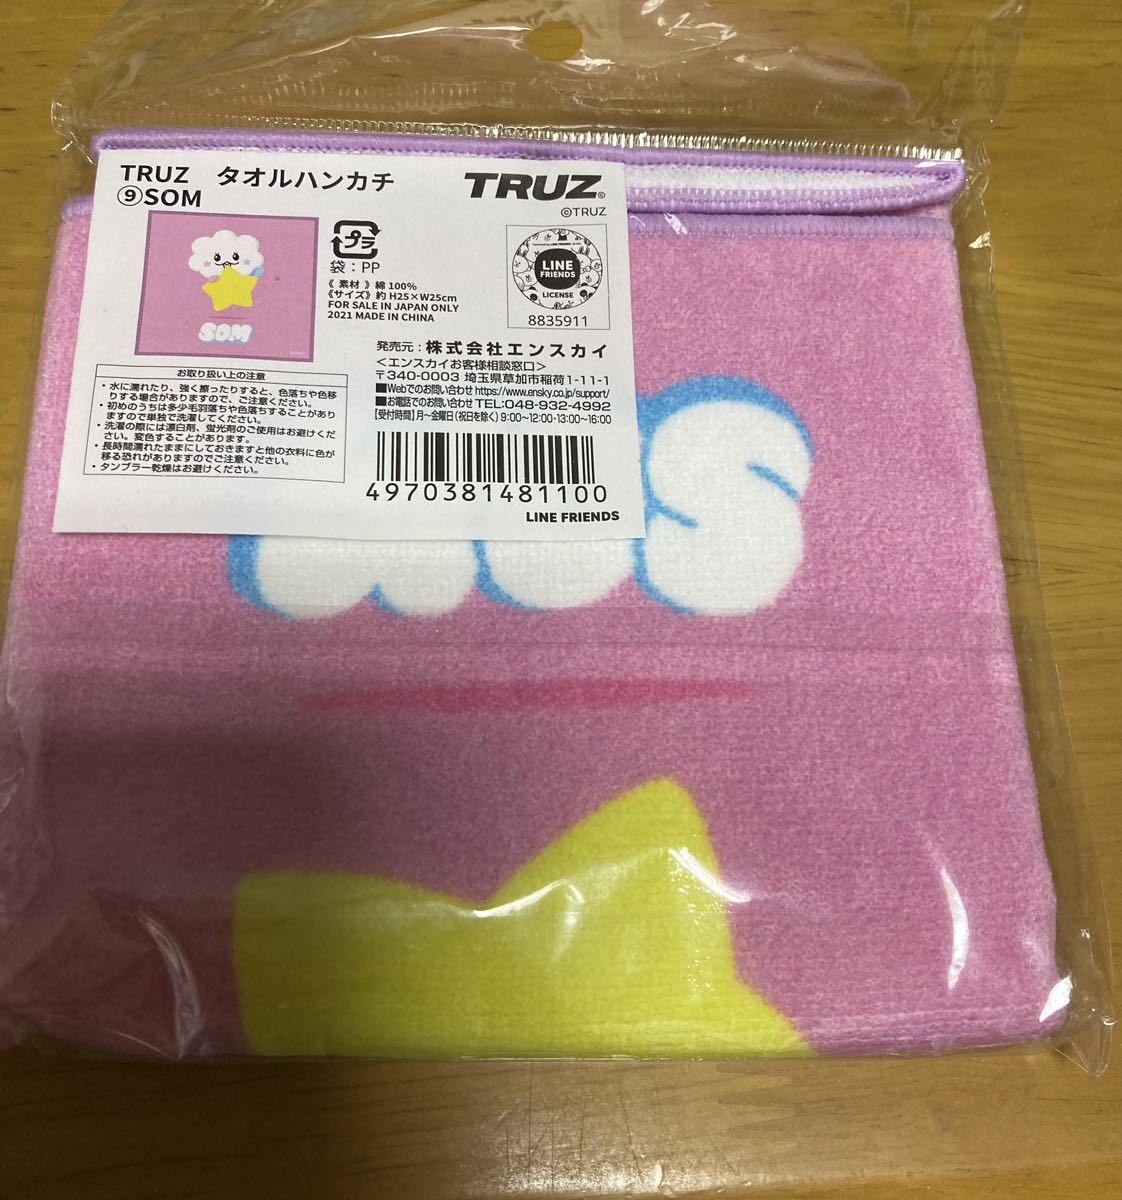 TRUZ タオルハンカチ
⑨SOM
TRUZ©
©TRUZ
SOM
プラ
袋:PP
《 素材 》綿 100%
《サイズ》約 H25×W25cm
FOR SALE IN JAPAN ONLY
2021 MADE IN CHINA
LINE
FRIENDS
LICENSE
8835911
お取り扱い上の注意
・水に濡れたり、強く擦ったりすると、色落ちや色移
りする場合がありますので、ご注意ください。
・初めのうちは多少毛羽落ちや色落ちすることがあり
ますので単独で洗濯してください。
・洗濯の際には漂白剤、蛍光剤のご使用はお避けくだ
さい。変色することがあります。
・長時間濡れたままにしておきますと他の衣料に色が
移る恐れがありますのでご注意ください。
・タンブラー乾燥はお避けください。
発売元:株式会社エンスカイ
<エンスカイお客様相談窓口>
〒340-0003 埼玉県草加市稲荷1-11-1
■Webでのお問い合わせ https://www.ensky.co.jp/support/
■お電話でのお問い合わせ TEL:048-932-4992
【受付時間】月~金曜日(祝日を除く) 9:00~12:00・13:00~16:00
4970381481100
LINE FRIENDS